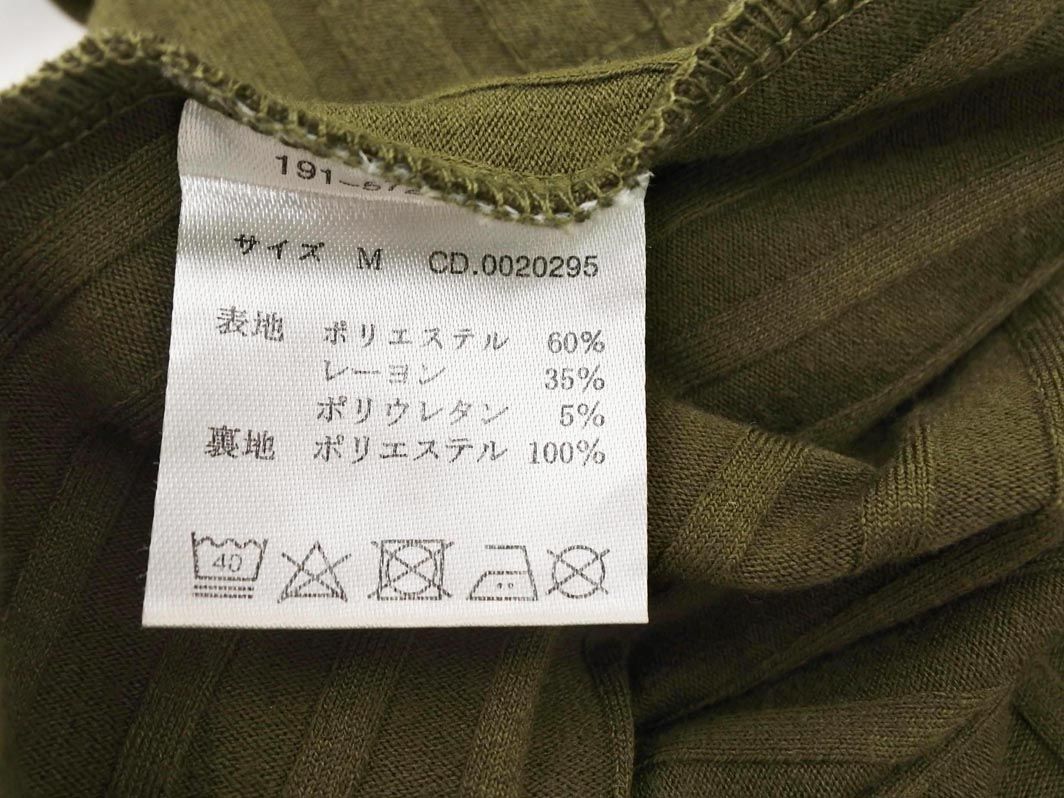 サイズ M CD.0020295
表地 ポリエステル 60%
レーヨン 35%
ポリウレタン 5%
裏地 ポリエステル 100%
40